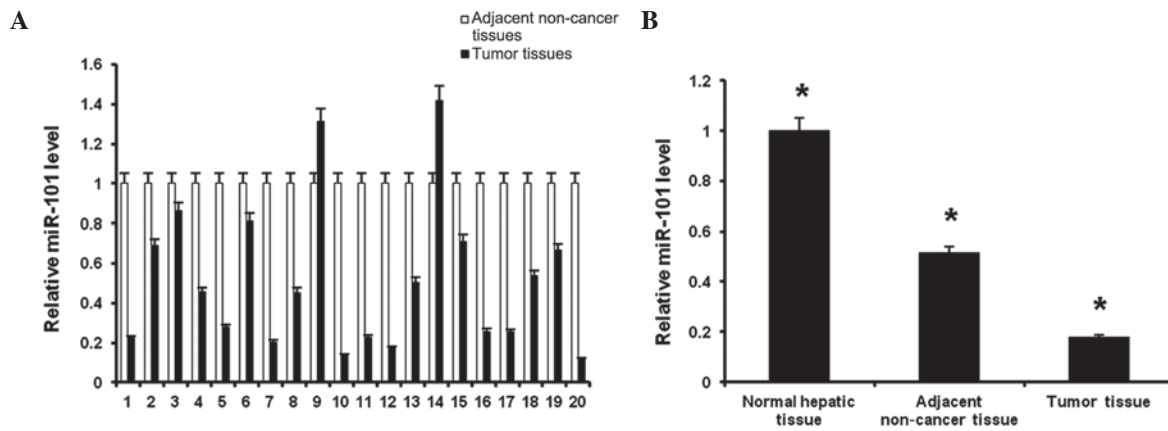 A
Adjacent non-cancer
tissues
Tumor tissues
Relative miR-101 level
1.6
1.4
1.2
1
0.8
0.6
0.4
0.2
0
1 2 3 4 5 6 7 8 9 10 11 12 13 14 15 16 17 18 19 20
B
Relative miR-101 level
1.2
1
0.8
0.6
0.4
0.2
0
*
*
*
Normal hepatic
tissue
Adjacent
non-cancer tissue
Tumor tissue